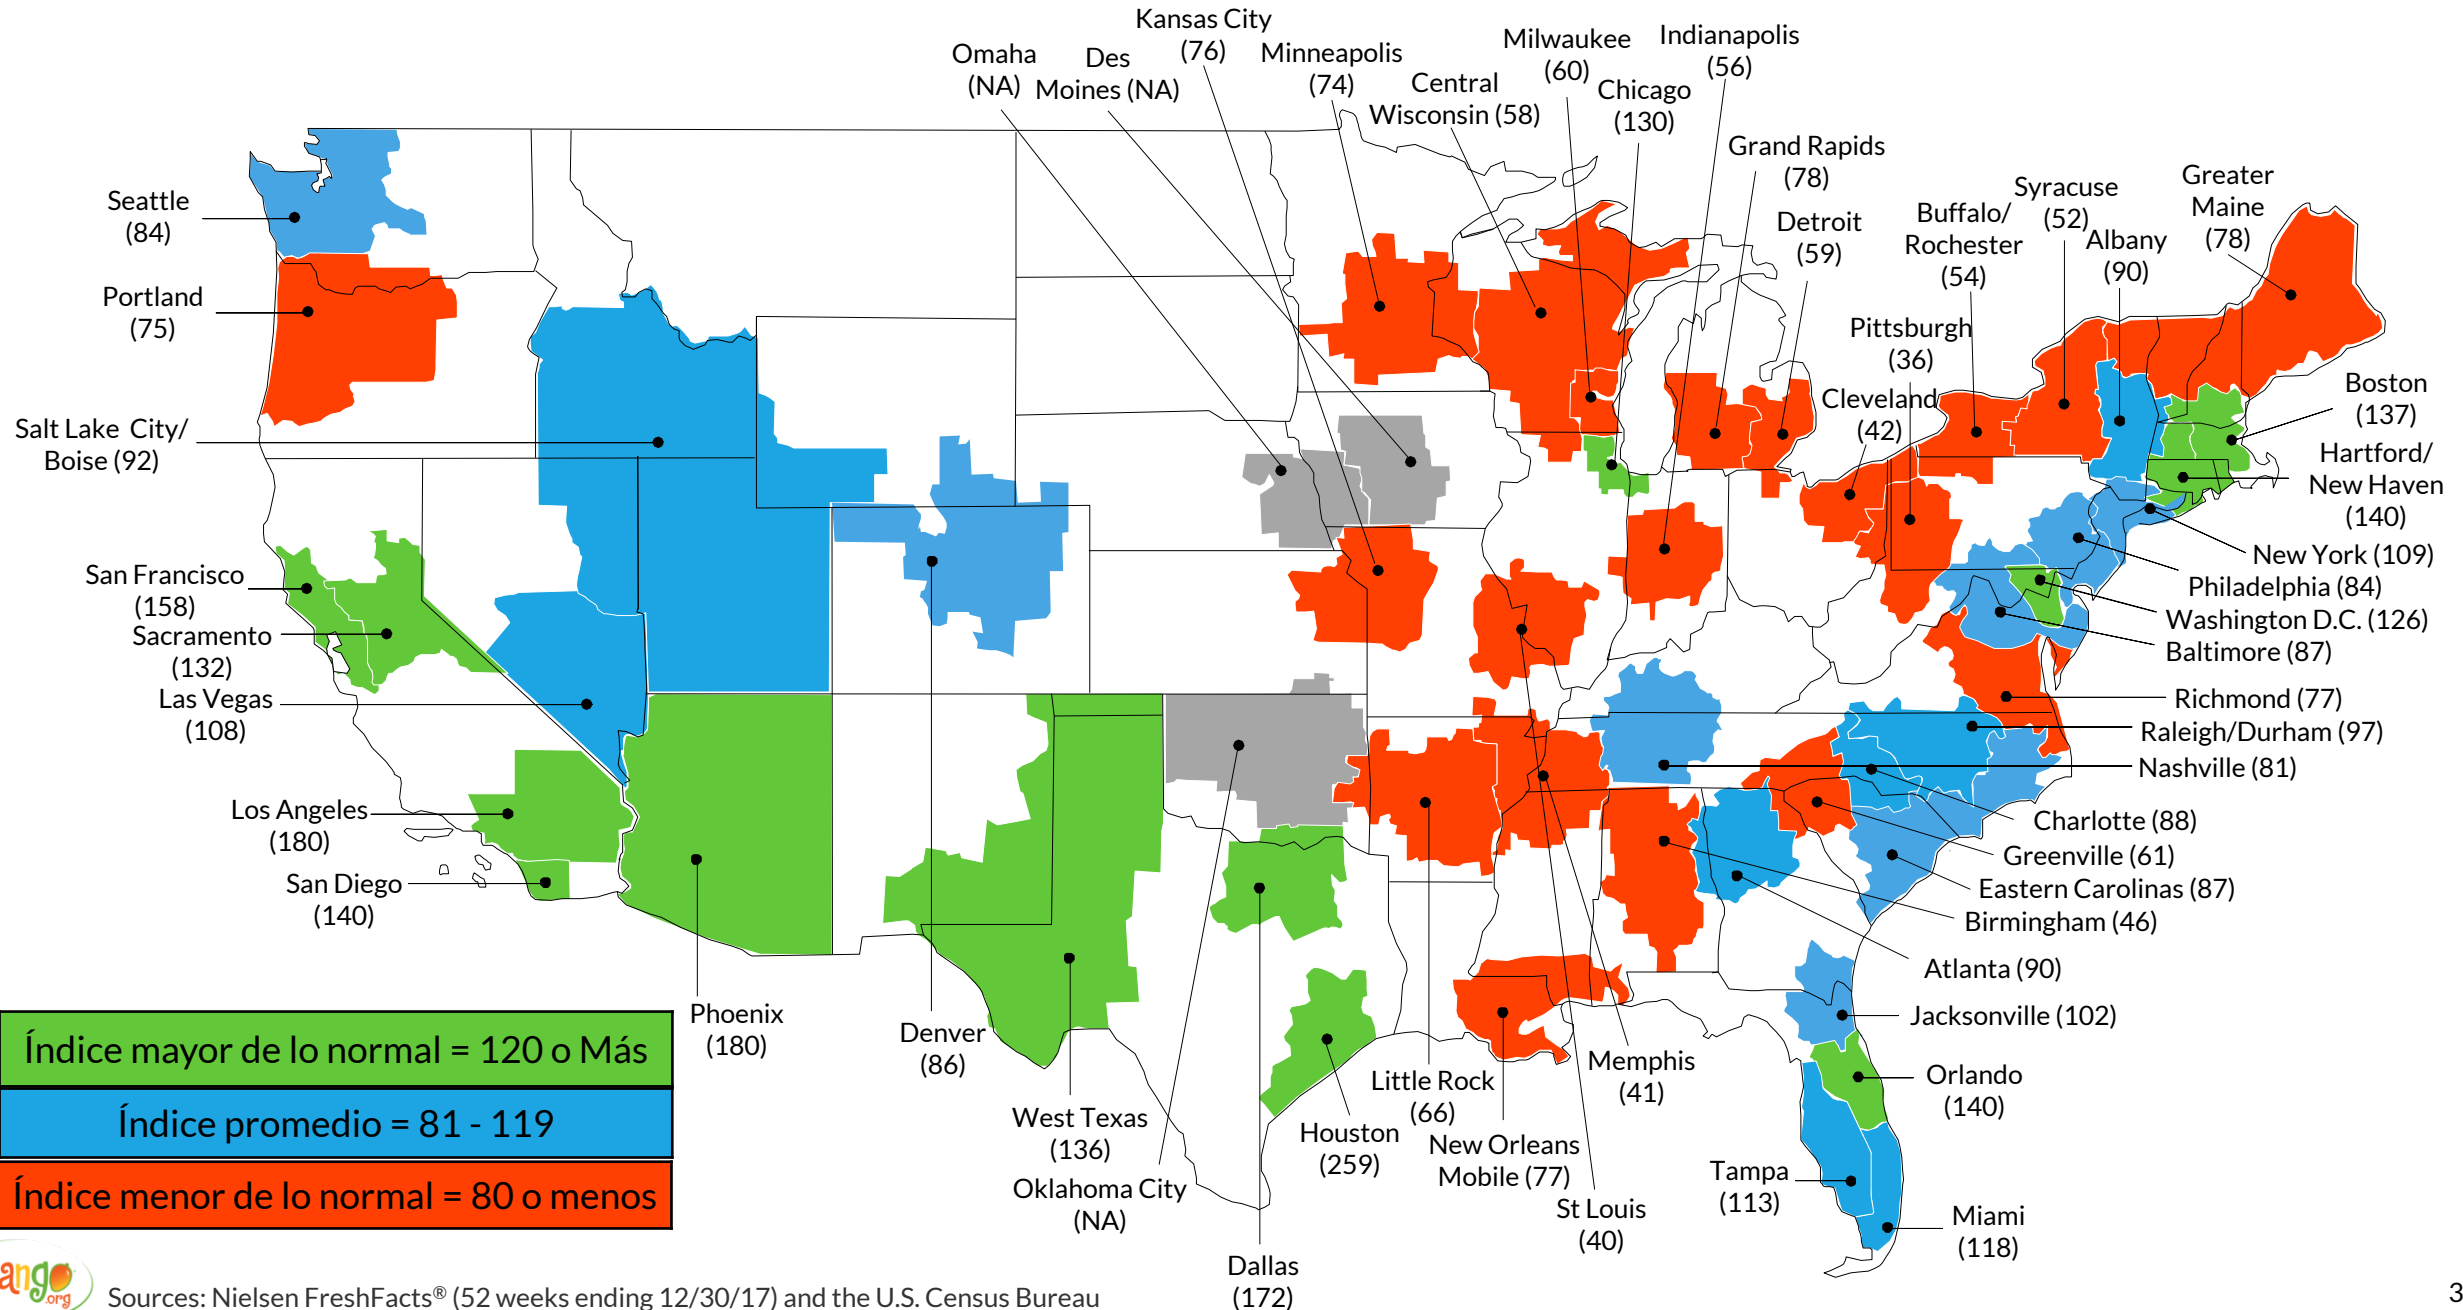 Kansas City
(76)
Omaha
(NA)
Des
Moines (NA)
Minneapolis
(74)
Central
Wisconsin (58)
Milwaukee
(60)
Chicago
(130)
Indianapolis
(56)
Grand Rapids
(78)
Detroit
(59)
Buffalo/
Rochester
(54)
Syracuse
(52)
Albany
(90)
Greater
Maine
(78)
Pittsburgh
(36)
Cleveland
(42)
Boston
(137)
Hartford/
New Haven
(140)
New York (109)
Philadelphia (84)
Washington D.C. (126)
Baltimore (87)
Richmond (77)
Raleigh/Durham (97)
Nashville (81)
Charlotte (88)
Greenville (61)
Eastern Carolinas (87)
Birmingham (46)
Atlanta (90)
Jacksonville (102)
Orlando
(140)
Tampa
(113)
Miami
(118)
Seattle
(84)
Portland
(75)
Salt Lake City/
Boise (92)
San Francisco
(158)
Sacramento
(132)
Las Vegas
(108)
Los Angeles
(180)
San Diego
(140)
Phoenix
(180)
Denver
(86)
West Texas
(136)
Oklahoma City
(NA)
Dallas
(172)
Houston
(259)
Little Rock
(66)
New Orleans
Mobile (77)
St Louis
(40)
Memphis
(41)
Índice mayor de lo normal = 120 o Más
Índice promedio = 81 - 119
Índice menor de lo normal = 80 o menos
ango
.org
Sources: Nielsen FreshFacts® (52 weeks ending 12/30/17) and the U.S. Census Bureau
3